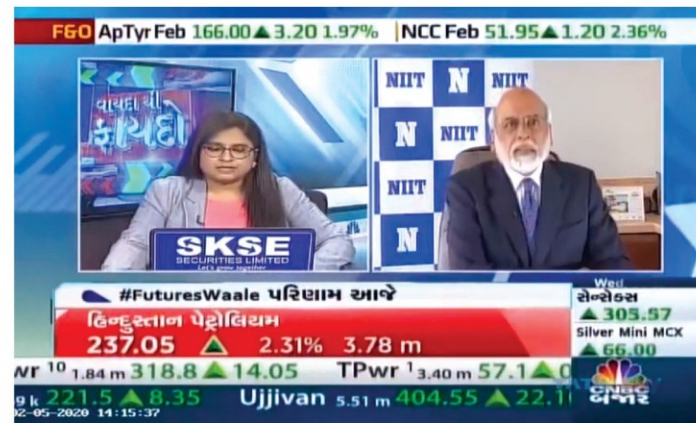 F&O ApTyr Feb 166.00▲3.20 1.97% NCC Feb 51.95▲1.20 2.36%
વાયદા થી
ફાયદો
NIIT N NIIT
N NIIT
NIIT
N
SKSE
SECURITIES LIMITED
Let's grow together
#FuturesWaale પરિણામ આજે
હિન્દુસ્તાન પેટ્રોલિયમ
237.05 ▲ 2.31% 3.78 m
Wed
સેન્સેક્સ
▲305.57
Silver Mini MCX
▲66.00
wr 10 1.84 m 318.8 ▲14.05 TPwr 1 3.40 m 57.1▲0
9 k 221.5 ▲8.35 Ujjivan 5.51 m 404.55 ▲22.1
CNBC
બજાર
02-05-2020 14:15:37